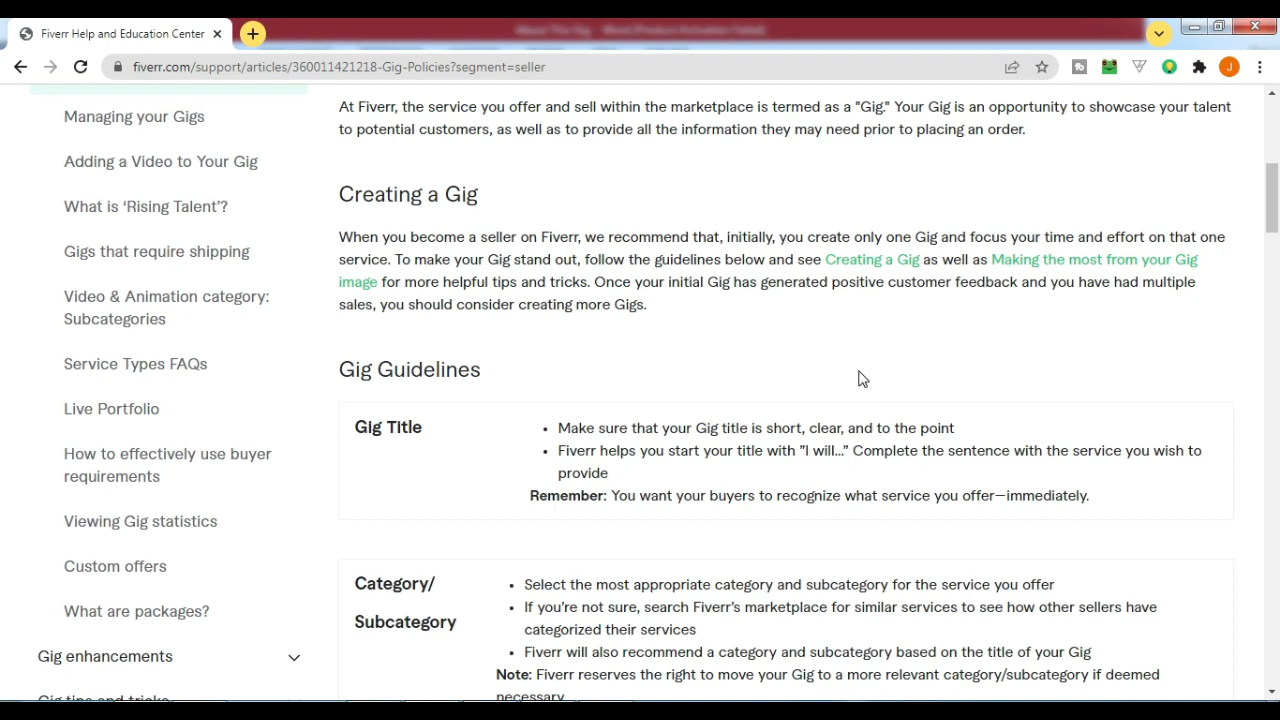 Fiverr Help and Education Center
fiverr.com/support/articles/360011421218-Gig-Policies?segment=seller
J
Managing your Gigs
Adding a Video to Your Gig
What is ‘Rising Talent’?
Gigs that require shipping
Video & Animation category:
Subcategories
Service Types FAQs
Live Portfolio
How to effectively use buyer
requirements
Viewing Gig statistics
Custom offers
What are packages?
Gig enhancements
Gig tips and tricks
At Fiverr, the service you offer and sell within the marketplace is termed as a "Gig." Your Gig is an opportunity to showcase your talent
to potential customers, as well as to provide all the information they may need prior to placing an order.
Creating a Gig
When you become a seller on Fiverr, we recommend that, initially, you create only one Gig and focus your time and effort on that one
service. To make your Gig stand out, follow the guidelines below and see Creating a Gig as well as Making the most from your Gig
image for more helpful tips and tricks. Once your initial Gig has generated positive customer feedback and you have had multiple
sales, you should consider creating more Gigs.
Gig Guidelines
Gig Title
• Make sure that your Gig title is short, clear, and to the point
• Fiverr helps you start your title with "I will..." Complete the sentence with the service you wish to
provide
Remember: You want your buyers to recognize what service you offer—immediately.
Category/
Subcategory
• Select the most appropriate category and subcategory for the service you offer
• If you're not sure, search Fiverr's marketplace for similar services to see how other sellers have
categorized their services
• Fiverr will also recommend a category and subcategory based on the title of your Gig
Note: Fiverr reserves the right to move your Gig to a more relevant category/subcategory if deemed
necessary